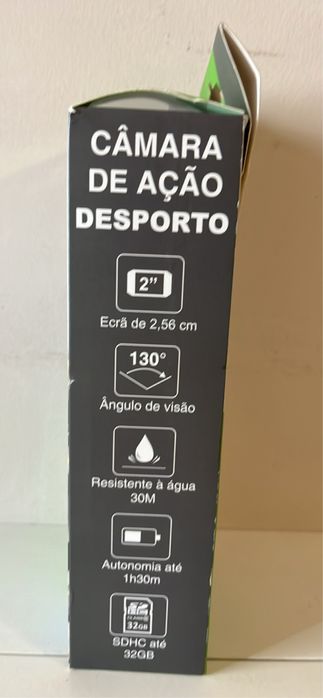 CÂMARA
DE AÇÃO
DESPORTO
2”
Ecrã de 2,56 cm
130°
Ângulo de visão
Resistente à água
30M
Autonomia até
1h30m
32GB
SDHC até
32GB